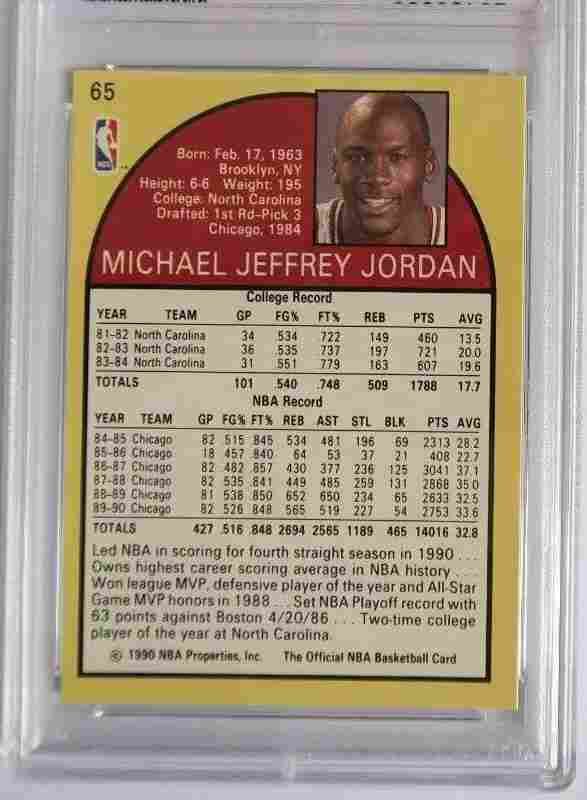 65
NBA
Born: Feb. 17, 1963
Brooklyn, NY
Height: 6-6 Weight: 195
College: North Carolina
Drafted: 1st Rd-Pick 3
Chicago, 1984
MICHAEL JEFFREY JORDAN
College Record
YEAR TEAM GP FG% FT% REB PTS AVG
81-82 North Carolina 34 .534 .722 149 460 13.5
82-83 North Carolina 36 .535 .737 197 721 20.0
83-84 North Carolina 31 .551 .779 163 607 19.6
TOTALS 101 .540 .748 509 1788 17.7
NBA Record
YEAR TEAM GP FG% FT% REB AST STL BLK PTS AVG
84-85 Chicago 82 .515 .845 534 481 196 69 2313 28.2
85-86 Chicago 18 .457 .840 64 53 37 21 408 22.7
86-87 Chicago 82 .482 .857 430 377 236 125 3041 37.1
87-88 Chicago 82 .535 .841 449 485 259 131 2868 35.0
88-89 Chicago 81 .538 .850 652 650 234 65 2633 32.5
89-90 Chicago 82 .526 .848 565 519 227 54 2753 33.6
TOTALS 427 .516 .848 2694 2565 1189 465 14016 32.8
Led NBA in scoring for fourth straight season in 1990 . . .
Owns highest career scoring average in NBA history . . .
Won league MVP, defensive player of the year and All-Star
Game MVP honors in 1988 . . . Set NBA Playoff record with
63 points against Boston 4/20/86 . . . Two-time college
player of the year at North Carolina.
© 1990 NBA Properties, Inc. The Official NBA Basketball Card